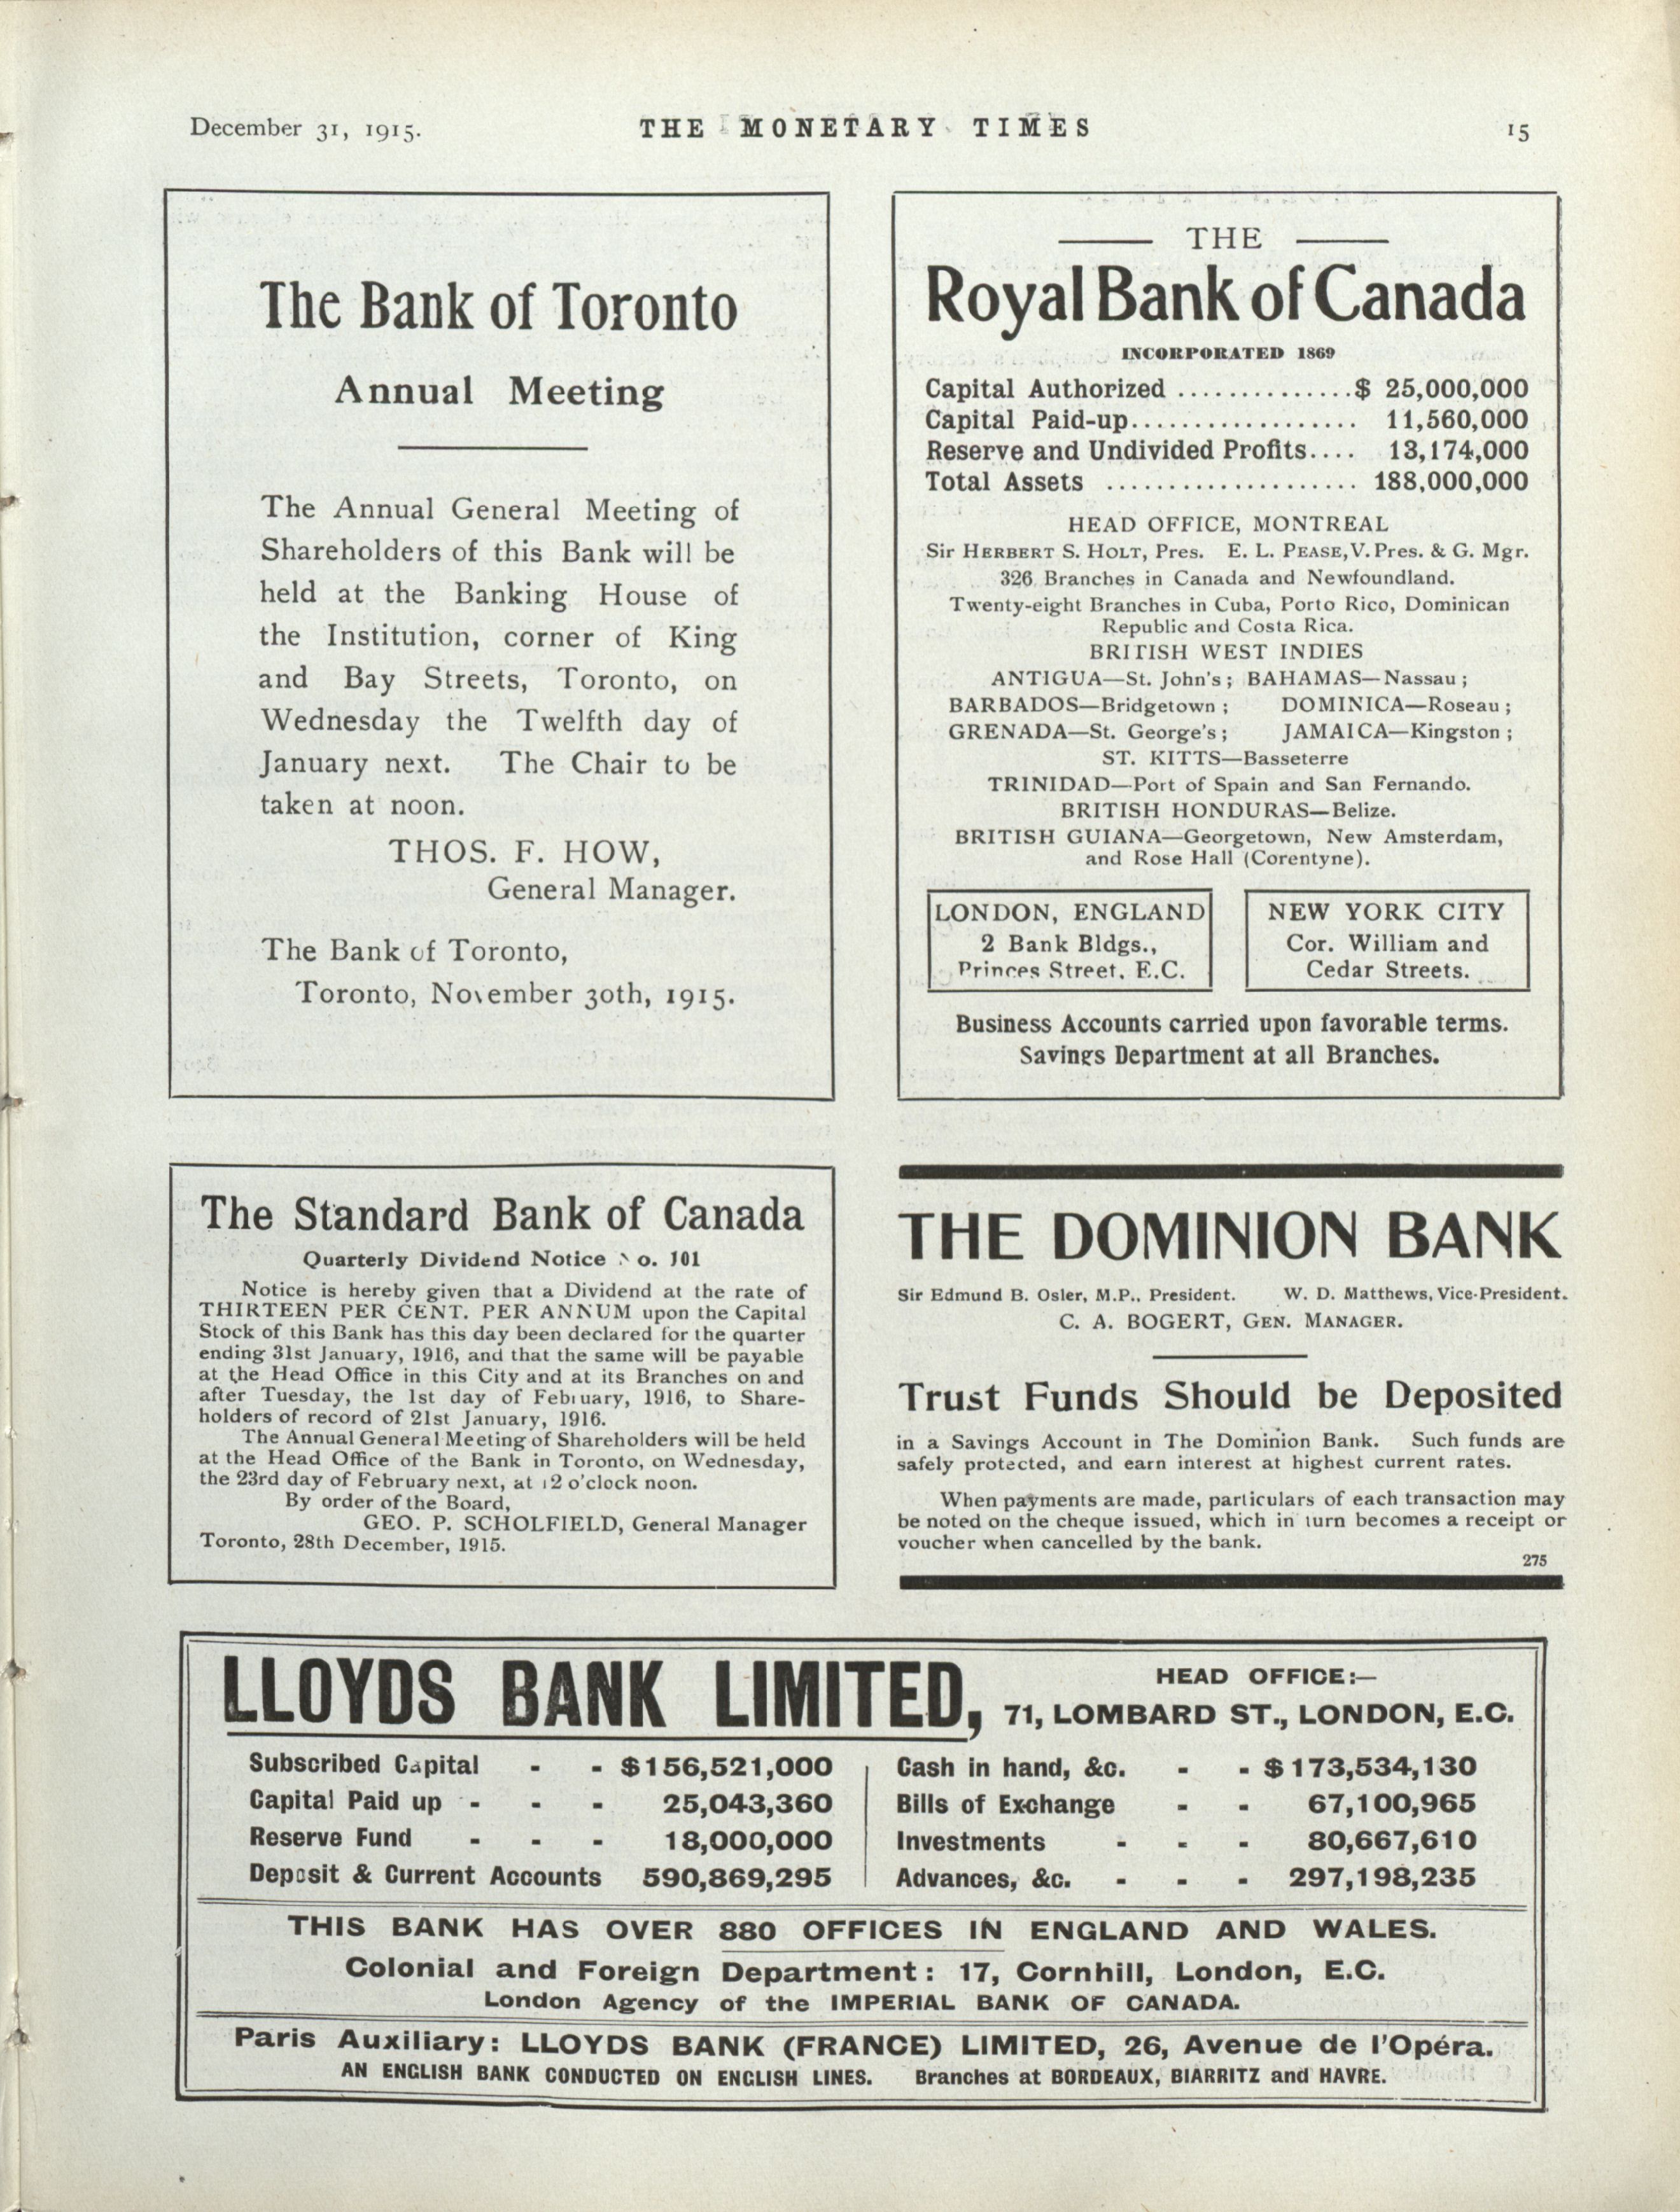 December 31, 1915.
THE MONETARY TIMES
15
The Bank of Toronto
Annual Meeting
The Annual General Meeting of
Shareholders of this Bank will be
held at the Banking House of
the Institution, corner of King
and Bay Streets, Toronto, on
Wednesday the Twelfth day of
January next. The Chair to be
taken at noon.
THOS. F. HOW,
General Manager.
The Bank of Toronto,
Toronto, November 30th, 1915.
THE
Royal Bank of Canada
INCORPORATED 1869
Capital Authorized ..............$ 25,000,000
Capital Paid-up.................. 11,560,000
Reserve and Undivided Profits.... 13,174,000
Total Assets .................... 188,000,000
HEAD OFFICE, MONTREAL
Sir HERBERT S. HOLT, Pres. E. L. PEASE, V. Pres. & G. Mgr.
326 Branches in Canada and Newfoundland.
Twenty-eight Branches in Cuba, Porto Rico, Dominican
Republic and Costa Rica.
BRITISH WEST INDIES
ANTIGUA—St. John's; BAHAMAS—Nassau;
BARBADOS—Bridgetown; DOMINICA—Roseau;
GRENADA—St. George's; JAMAICA—Kingston;
ST. KITTS—Basseterre
TRINIDAD—Port of Spain and San Fernando.
BRITISH HONDURAS—Belize.
BRITISH GUIANA—Georgetown, New Amsterdam,
and Rose Hall (Corentyne).
LONDON, ENGLAND
2 Bank Bldgs.,
Princes Street, E.C.
NEW YORK CITY
Cor. William and
Cedar Streets.
Business Accounts carried upon favorable terms.
Savings Department at all Branches.
The Standard Bank of Canada
Quarterly Dividend Notice No. 101
Notice is hereby given that a Dividend at the rate of
THIRTEEN PER CENT. PER ANNUM upon the Capital
Stock of this Bank has this day been declared for the quarter
ending 31st January, 1916, and that the same will be payable
at the Head Office in this City and at its Branches on and
after Tuesday, the 1st day of February, 1916, to Share-
holders of record of 21st January, 1916.
The Annual General Meeting of Shareholders will be held
at the Head Office of the Bank in Toronto, on Wednesday,
the 23rd day of February next, at 12 o'clock noon.
By order of the Board,
GEO. P. SCHOLFIELD, General Manager
Toronto, 28th December, 1915.
THE DOMINION BANK
Sir Edmund B. Osler, M.P., President. W. D. Matthews, Vice-President.
C. A. BOGERT, GEN. MANAGER.
Trust Funds Should be Deposited
in a Savings Account in The Dominion Bank. Such funds are
safely protected, and earn interest at highest current rates.
When payments are made, particulars of each transaction may
be noted on the cheque issued, which in turn becomes a receipt or
voucher when cancelled by the bank.
275
LLOYDS BANK LIMITED,
HEAD OFFICE:—
71, LOMBARD ST., LONDON, E.C.
Subscribed Capital - - $156,521,000
Capital Paid up - - - 25,043,360
Reserve Fund - - - 18,000,000
Deposit & Current Accounts 590,869,295
Cash in hand, &c. - - $173,534,130
Bills of Exchange - - 67,100,965
Investments - - - 80,667,610
Advances, &c. - - - 297,198,235
THIS BANK HAS OVER 880 OFFICES IN ENGLAND AND WALES.
Colonial and Foreign Department: 17, Cornhill, London, E.C.
London Agency of the IMPERIAL BANK OF CANADA.
Paris Auxiliary: LLOYDS BANK (FRANCE) LIMITED, 26, Avenue de l'Opéra.
AN ENGLISH BANK CONDUCTED ON ENGLISH LINES. Branches at BORDEAUX, BIARRITZ and HAVRE.